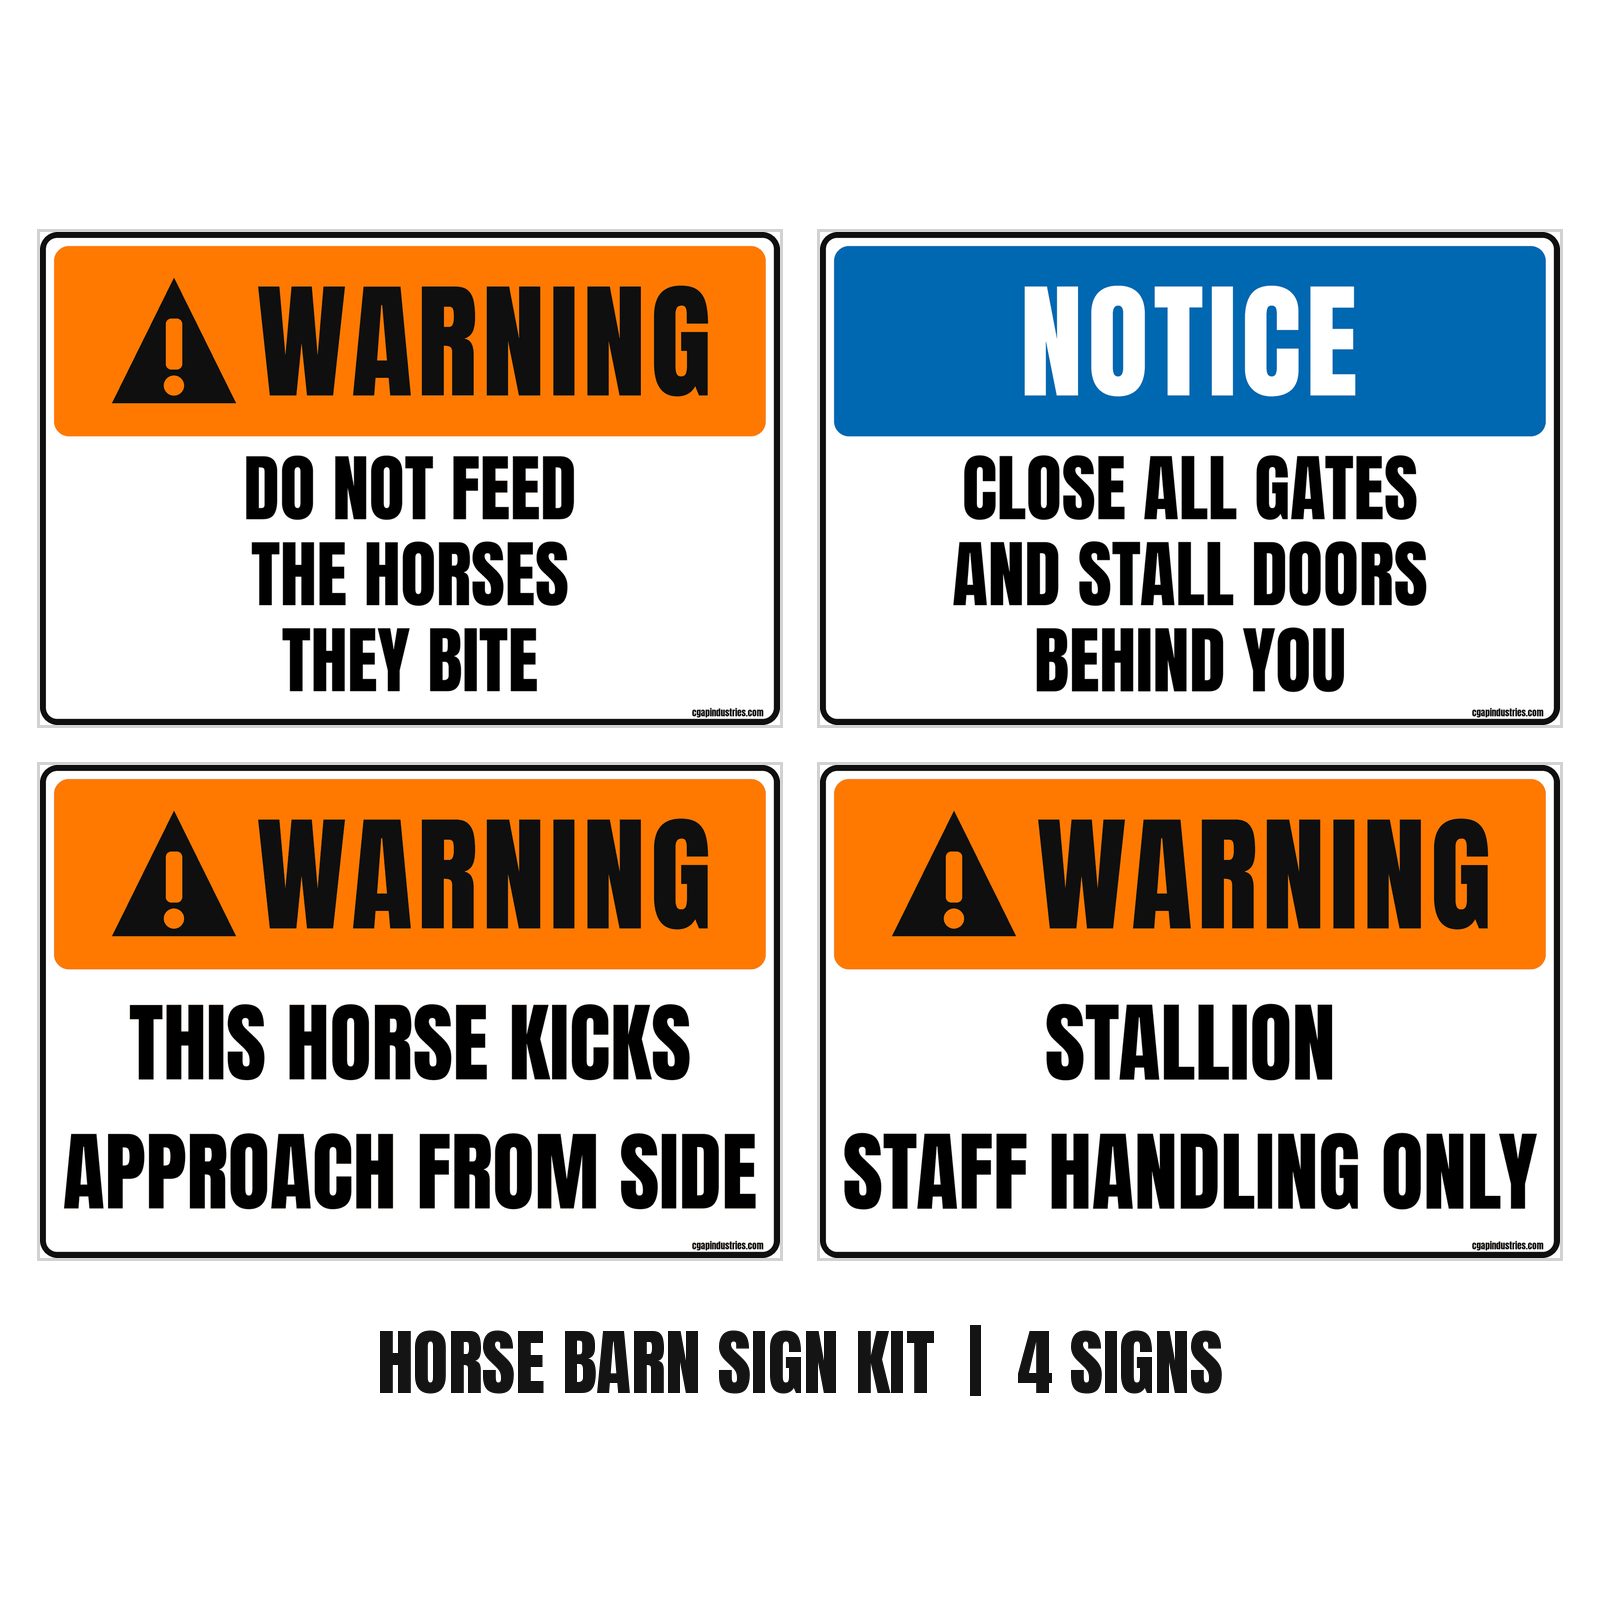 WARNING
DO NOT FEED
THE HORSES
THEY BITE
cgapindustries.com
NOTICE
CLOSE ALL GATES
AND STALL DOORS
BEHIND YOU
cgapindustries.com
WARNING
THIS HORSE KICKS
APPROACH FROM SIDE
cgapindustries.com
WARNING
STALLION
STAFF HANDLING ONLY
cgapindustries.com
HORSE BARN SIGN KIT | 4 SIGNS